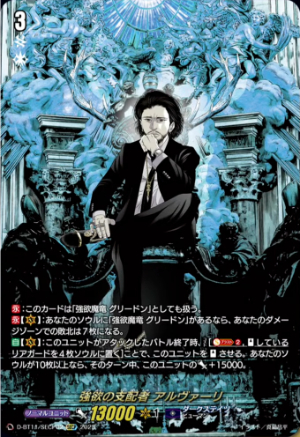 3
永:このカードは「強欲魔竜 グリードン」としても扱う。
永【】:あなたのソウルに「強欲魔竜 グリードン」があるなら、あなたのダメー
ジゾーンでの敗北は7枚になる。
自【】:このユニットがアタックしたバトル終了時、、している
リアガードを4枚ソウルに置く】ことで、このユニットをさせる。あなたのソ
ウルが10枚以上なら、そのターン中、このユニットの+15000。
強欲の支配者 アルヴァーリ
13000
ダークステイツ